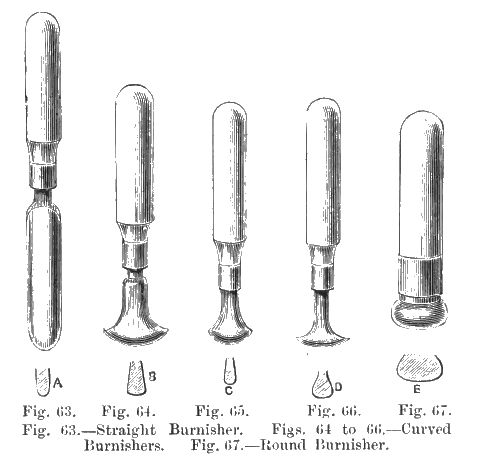 A B C D E
Fig. 63. Fig. 64. Fig. 65. Fig. 66. Fig. 67.
Fig. 63.—Straight Burnisher. Figs. 64 to 66.—Curved
Burnishers. Fig. 67.—Round Burnisher.